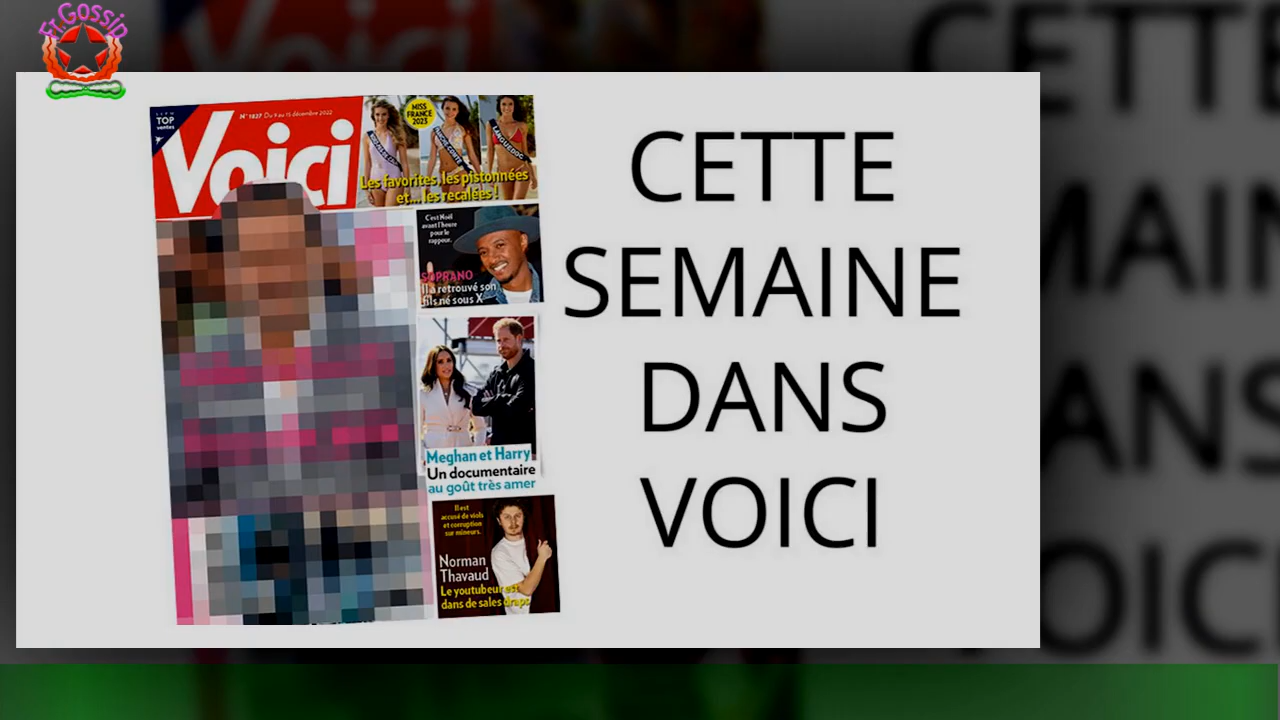 Fr.Gossip
TOP
ventes
N° 1827 Du 9 au 15 décembre 2022
Voici
MISS
FRANCE
2023
LANGUEDOC
Les favorites, les pistonnées
et... les recalées !
C'est Noël
avant l'heure
pour le
rappeur.
SOPRANO
Il a retrouvé son
fils né sous X
Meghan et Harry
Un documentaire
au goût très amer
Il est
accusé de viols
et corruption
sur mineurs.
Norman
Thavaud
Le youtubeur est
dans de sales draps
CETTE
SEMAINE
DANS
VOICI